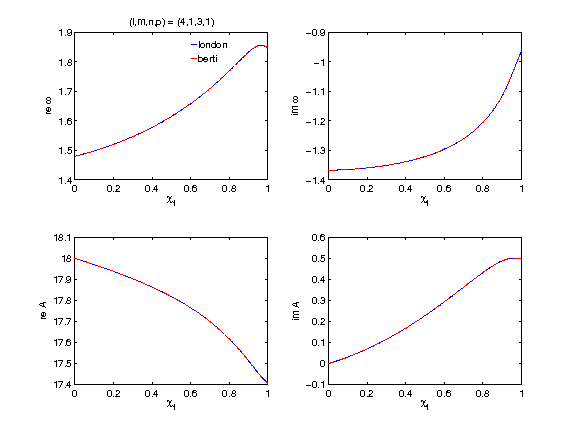 (l,m,n,p) = (4,1,3,1)
1.9
1.8
1.7
1.6
1.5
1.4
re ω
london
berti
0 0.2 0.4 0.6 0.8 1
χf
−0.9
−1
−1.1
−1.2
−1.3
−1.4
im ω
0 0.2 0.4 0.6 0.8 1
χf
18.1
18
17.9
17.8
17.7
17.6
17.5
17.4
re A
0 0.2 0.4 0.6 0.8 1
χf
0.6
0.5
0.4
0.3
0.2
0.1
0
−0.1
im A
0 0.2 0.4 0.6 0.8 1
χf